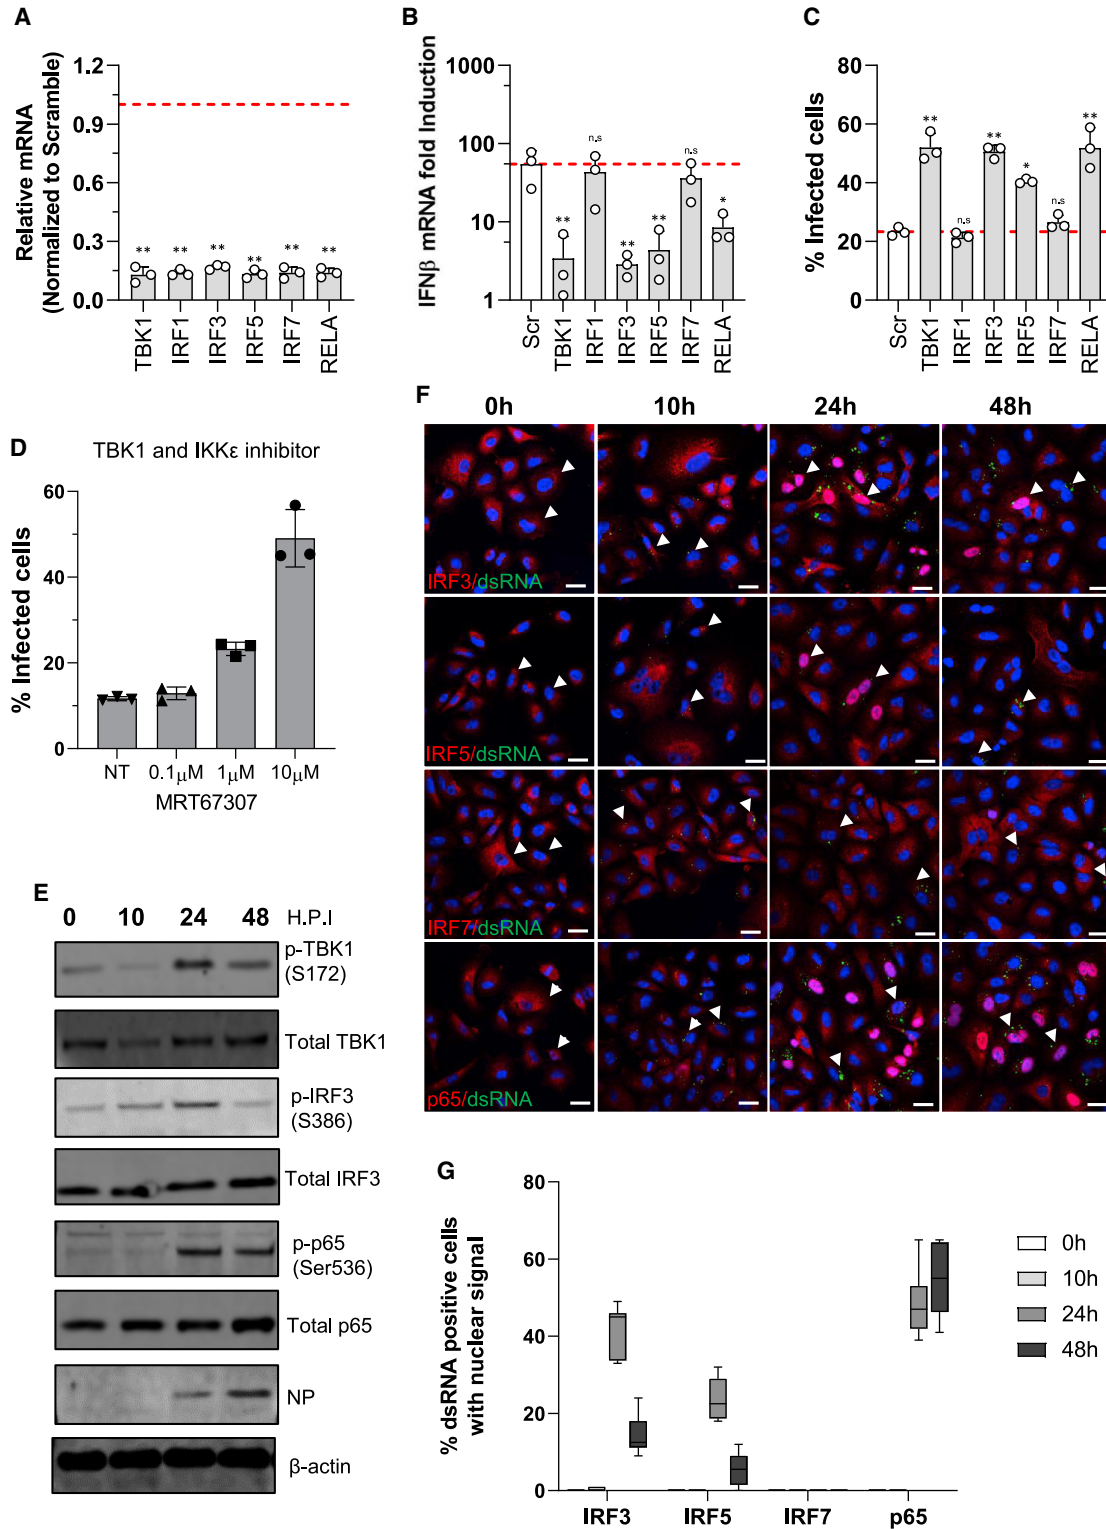 A
Relative mRNA
(Normalized to Scramble)
1.2
0.9
0.6
0.3
0.0
** ** ** ** ** **
TBK1 IRF1 IRF3 IRF5 IRF7 RELA
B
IFNβ mRNA fold Induction
1000
100
10
1
** n.s ** ** n.s *
Scr TBK1 IRF1 IRF3 IRF5 IRF7 RELA
C
% Infected cells
80
60
40
20
0
** n.s ** * n.s **
Scr TBK1 IRF1 IRF3 IRF5 IRF7 RELA
D
TBK1 and IKKε inhibitor
% Infected cells
60
40
20
0
NT 0.1μM 1μM 10μM
MRT67307
E
0 10 24 48 H.P.I
p-TBK1
(S172)
Total TBK1
p-IRF3
(S386)
Total IRF3
p-p65
(Ser536)
Total p65
NP
β-actin
F
0h 10h 24h 48h
IRF3/dsRNA
IRF5/dsRNA
IRF7/dsRNA
p65/dsRNA
G
% dsRNA positive cells
with nuclear signal
80
60
40
20
0
IRF3 IRF5 IRF7 p65
0h
10h
24h
48h